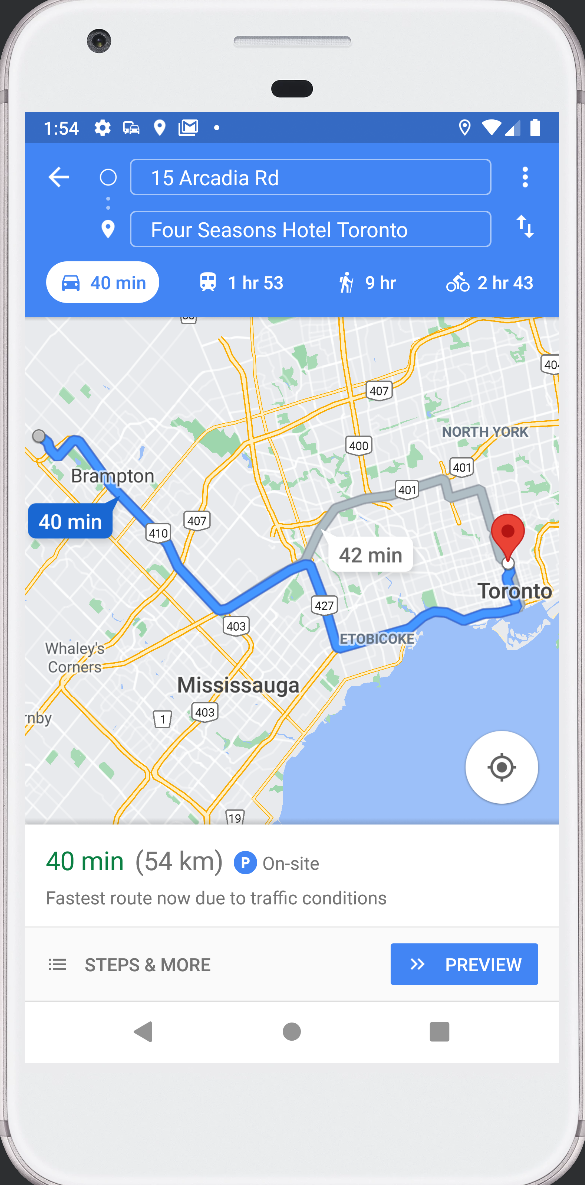 1:54
15 Arcadia Rd
Four Seasons Hotel Toronto
40 min 1 hr 53 9 hr 2 hr 43
407
NORTH YORK
400
401
Brampton
401
40 min
407
410
42 min
Toronto
427
403
ETOBICOKE
Whaley's
Corners
Mississauga
403
1
19
40 min (54 km) P On-site
Fastest route now due to traffic conditions
STEPS & MORE PREVIEW